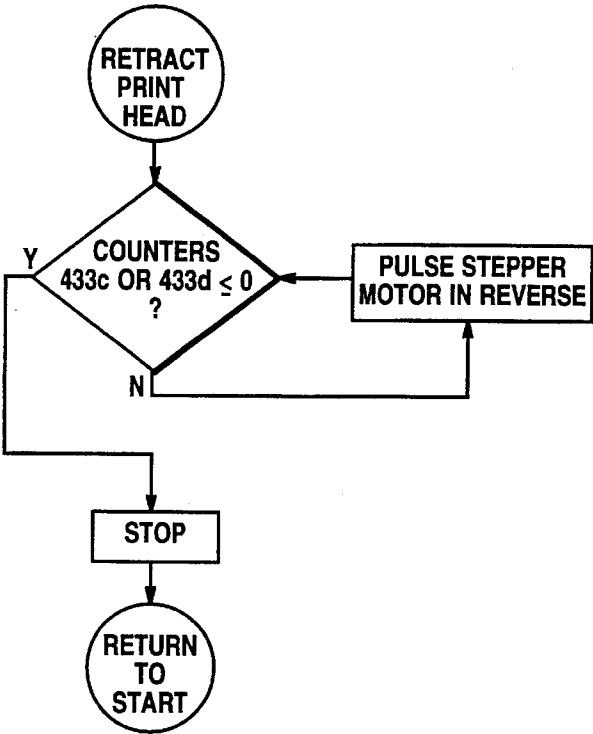 RETRACT
PRINT
HEAD
Y
COUNTERS
433c OR 433d ≤ 0
?
PULSE STEPPER
MOTOR IN REVERSE
N
STOP
RETURN
TO
START